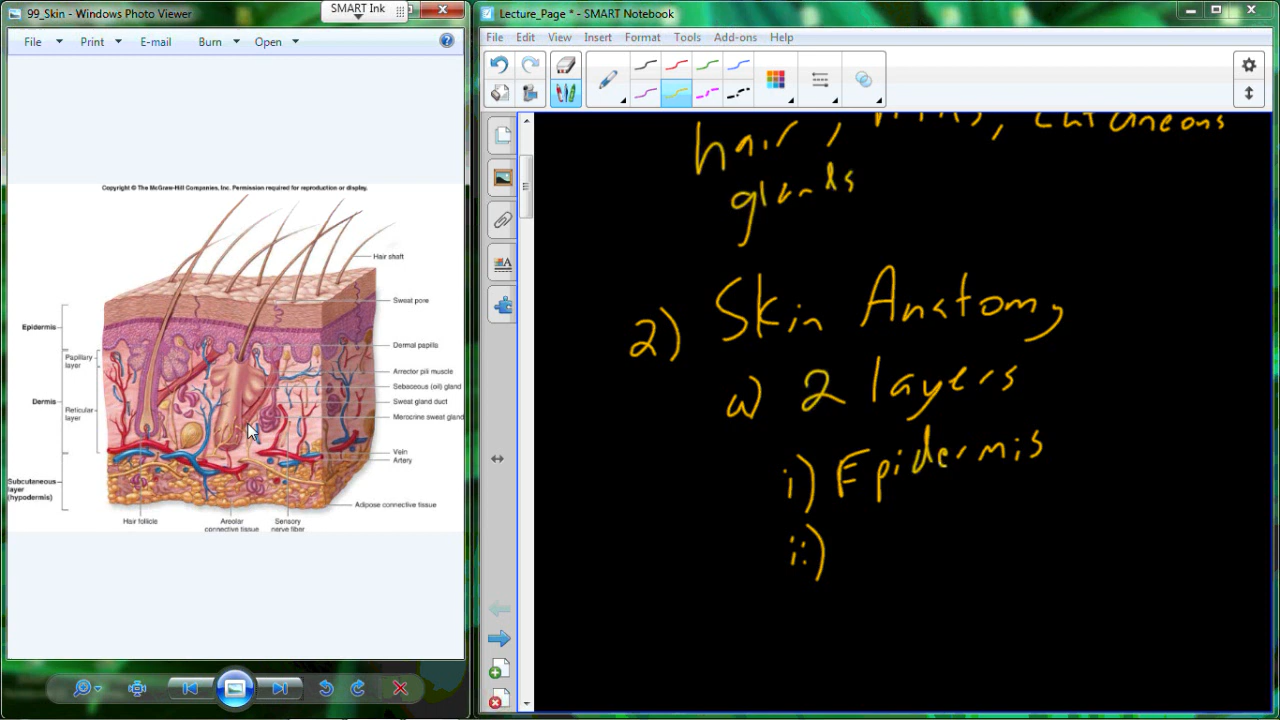 99_Skin - Windows Photo Viewer
SMART Ink
File Print E-mail Burn Open
Copyright © The McGraw-Hill Companies, Inc. Permission required for reproduction or display.
Hair shaft
Sweat pore
Epidermis
Dermal papilla
Papillary
layer
Arrector pili muscle
Sebaceous (oil) gland
Dermis
Sweat gland duct
Reticular
layer
Merocrine sweat gland
Vein
Artery
Subcutaneous
layer
(hypodermis)
Adipose connective tissue
Hair follicle
Areolar
connective tissue
Sensory
nerve fiber
Lecture_Page * - SMART Notebook
File Edit View Insert Format Tools Add-ons Help
hair, nails, cutaneous
glands
2) Skin Anatomy
a) 2 layers
i) Epidermis
ii)